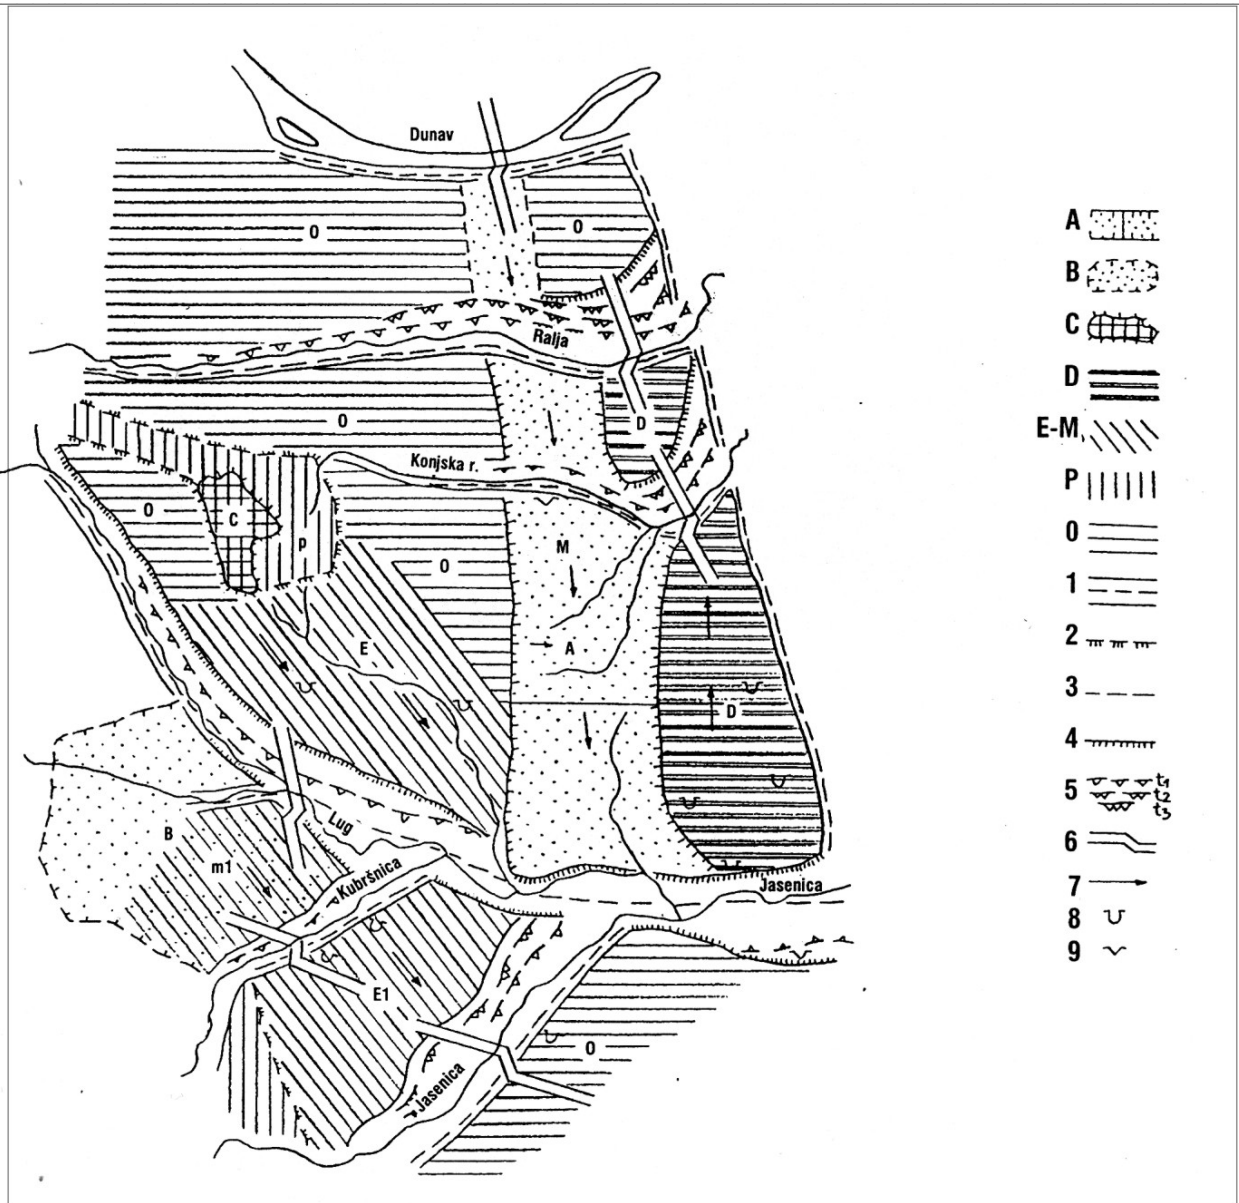 Dunav
O
O
Ralja
O
D
Konjska r.
O
C
p
M
O
E
A
D
B
m1
Lug
Kubršnica
Jasenica
E1
O
Jasenica
A
B
C
D
E-M
P
O
1
2
3
4
5 t1
t2
t3
6
7
8
9